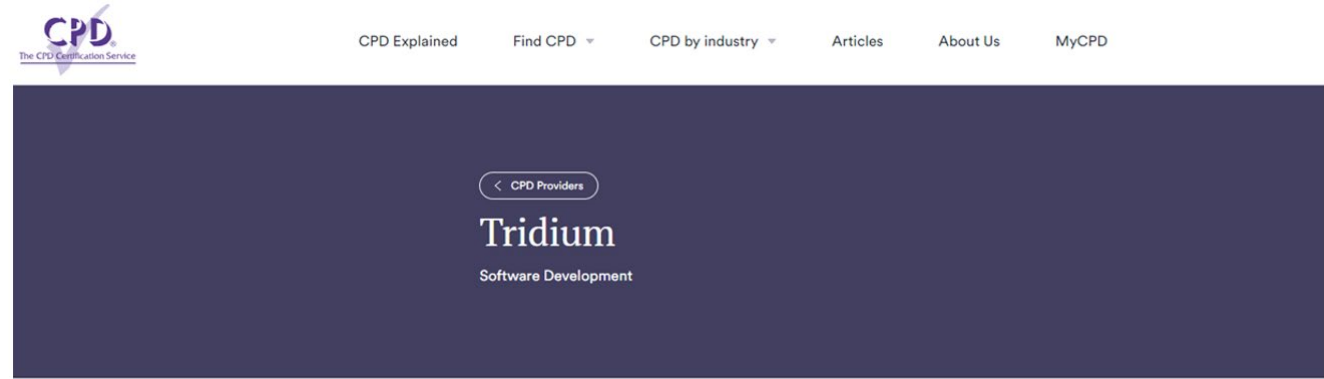 CPD®
The CPD Certification Service
CPD Explained Find CPD CPD by industry Articles About Us MyCPD
< CPD Providers
Tridium
Software Development